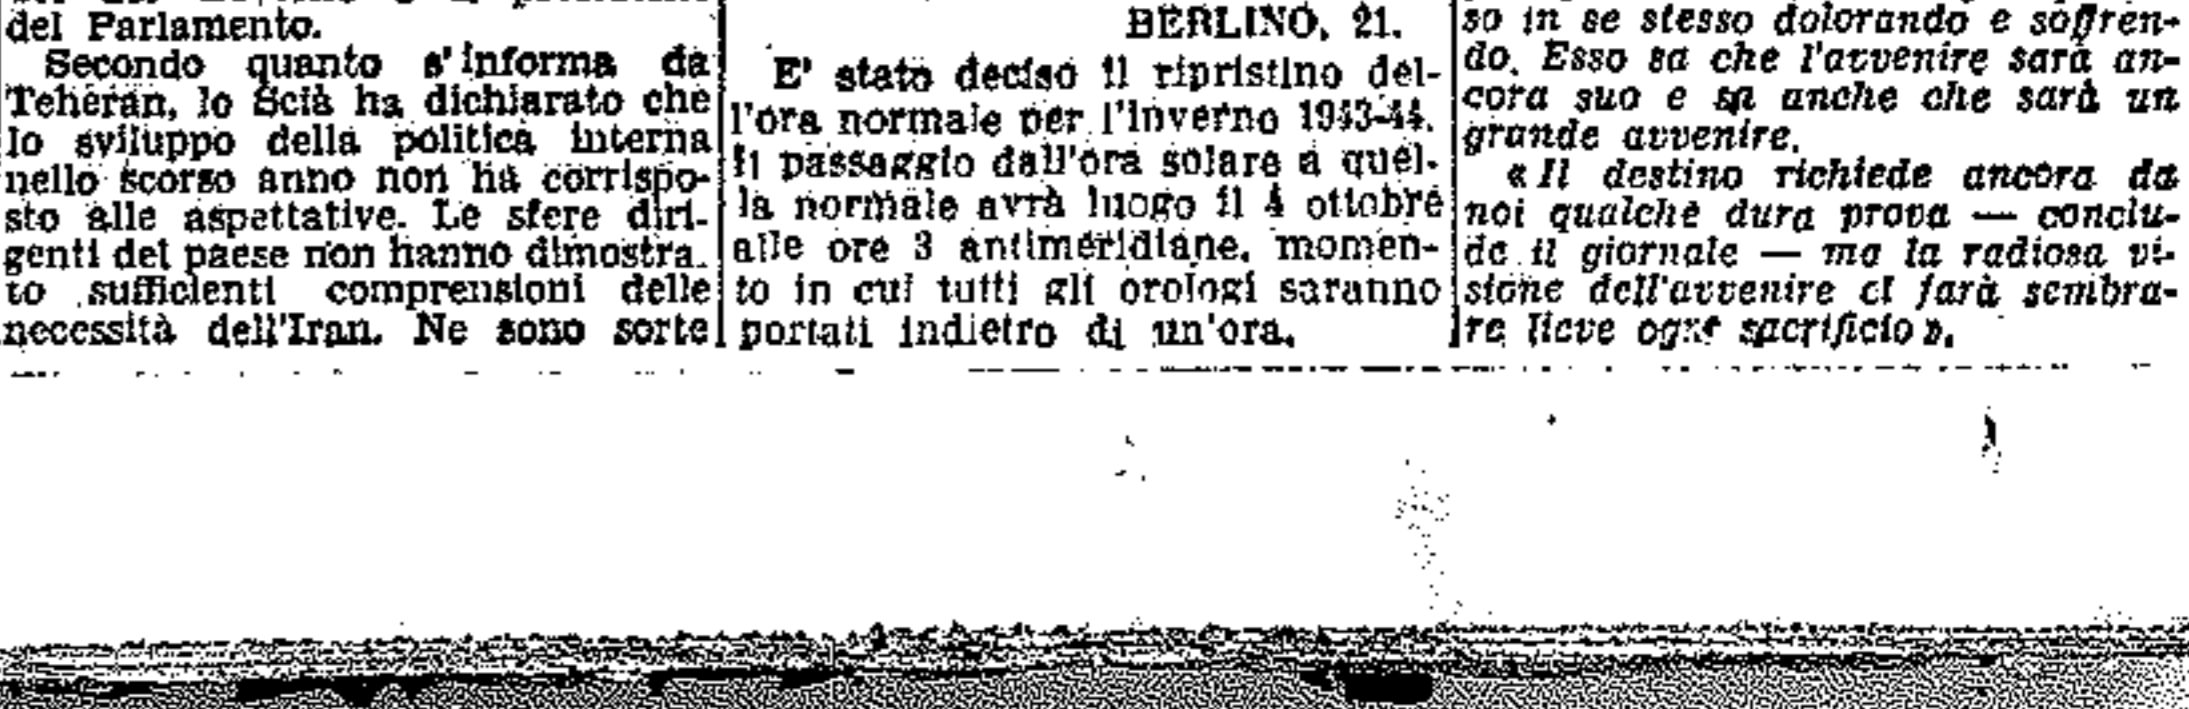 del Parlamento.
Secondo quanto s'informa da
Teheran, lo Scià ha dichiarato che
lo sviluppo della politica interna
nello scorso anno non ha corrispo-
sto alle aspettative. Le sfere diri-
genti del paese non hanno dimostra-
to sufficienti comprensioni delle
necessità dell'Iran. Ne sono sorte
BERLINO, 21.
E' stato deciso il ripristino del-
l'ora normale per l'inverno 1943-44.
Il passaggio dall'ora solare a quel-
la normale avrà luogo il 4 ottobre
alle ore 3 antimeridiane, momen-
to in cui tutti gli orologi saranno
portati indietro di un'ora.
so in se stesso dolorando e soffren-
do. Esso sa che l'avvenire sarà an-
cora suo e sa anche che sarà un
grande avvenire.
«Il destino richiede ancora da
noi qualche dura prova — conclu-
de il giornale — ma la radiosa vi-
sione dell'avvenire ci farà sembra-
re lieve ogni sacrificio».